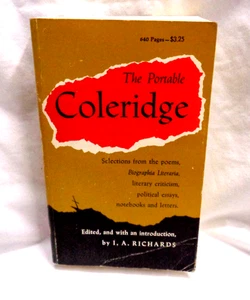 640 Pages—$3.25
The Portable
Coleridge
Selections from the poems,
Biographia Literaria,
literary criticism,
political essays,
notebooks and letters.
Edited, and with an introduction,
by I. A. RICHARDS